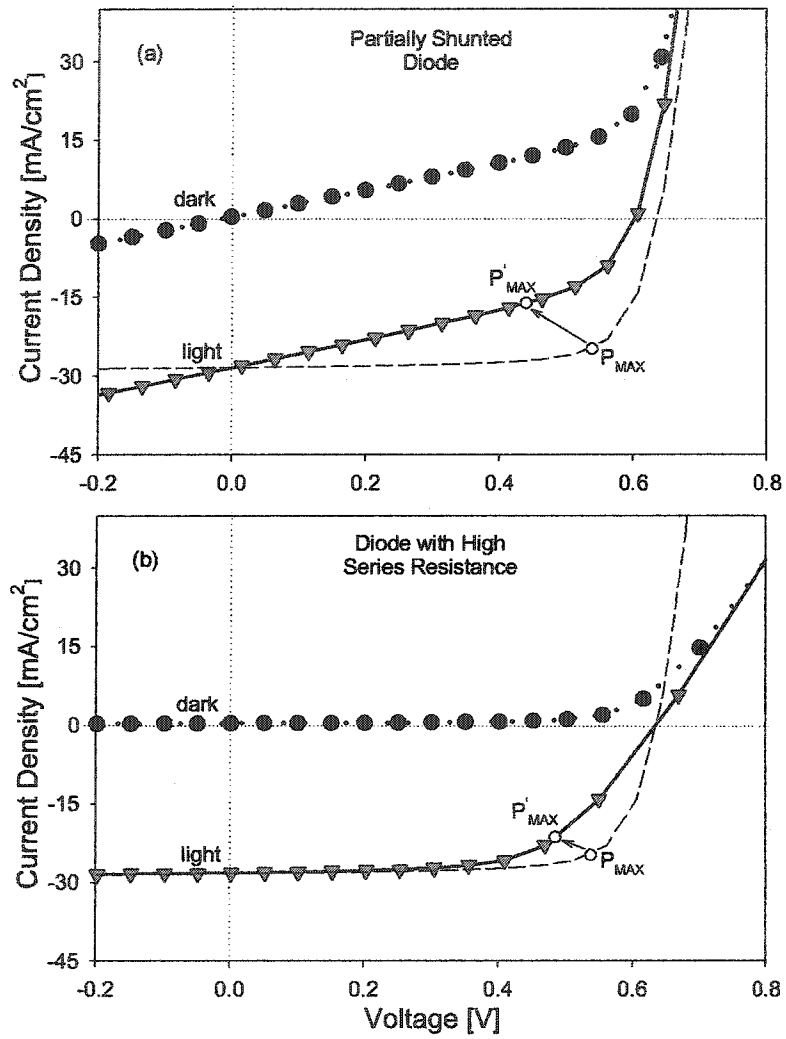 (a)
Partially Shunted
Diode
Current Density [mA/cm²]
30
15
0
-15
-30
-45
dark
light
P'MAX
PMAX
-0.2 0.0 0.2 0.4 0.6 0.8
(b)
Diode with High
Series Resistance
Current Density [mA/cm²]
30
15
0
-15
-30
-45
dark
light
P'MAX
PMAX
-0.2 0.0 0.2 0.4 0.6 0.8
Voltage [V]